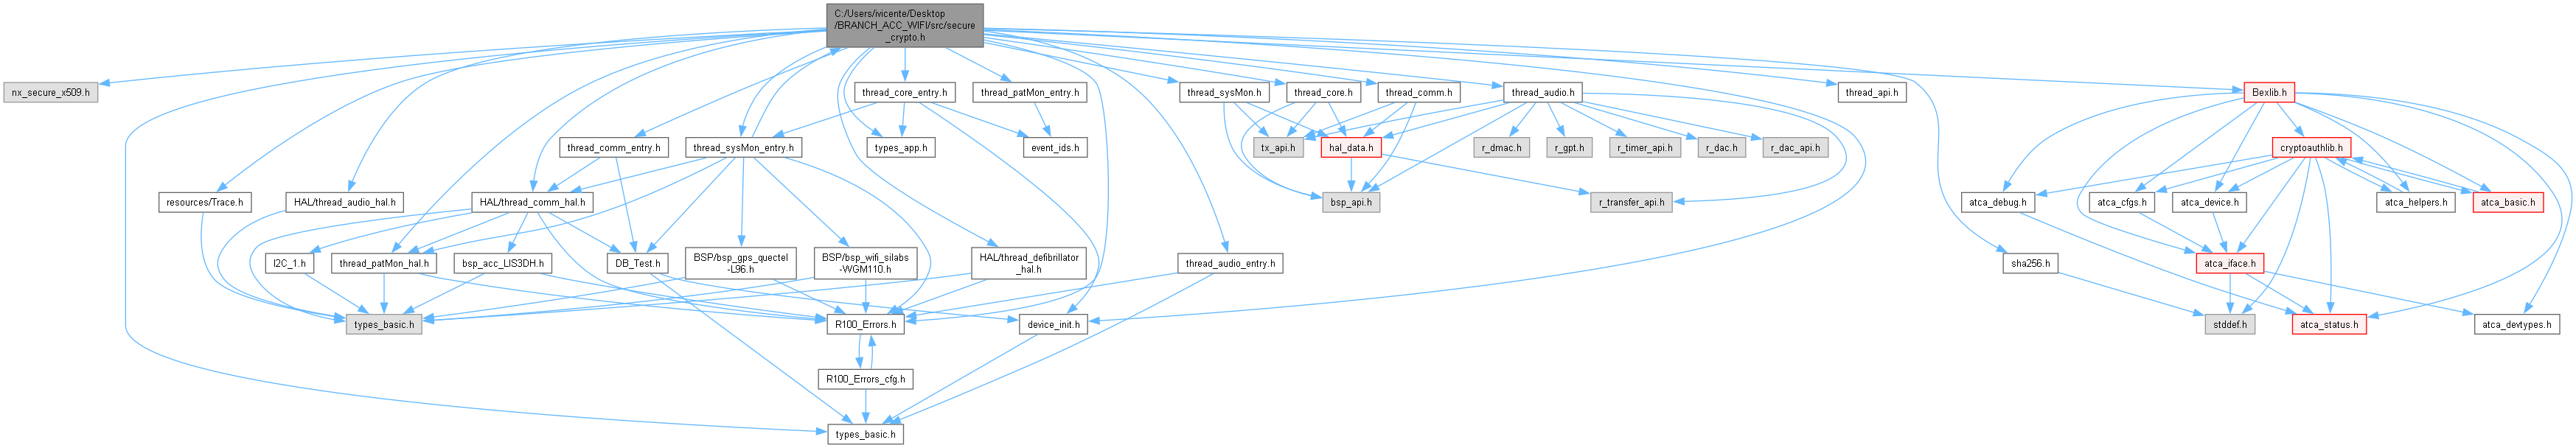 C:/Users/ivicente/Desktop
/BRANCH_ACC_WIFI/src/secure
_crypto.h
nx_secure_x509.h
thread_core_entry.h
thread_patMon_entry.h
thread_sysMon.h
thread_core.h
thread_comm.h
thread_audio.h
thread_api.h
Bexlib.h
thread_comm_entry.h
thread_sysMon_entry.h
types_app.h
event_ids.h
tx_api.h
hal_data.h
r_dmac.h
r_gpt.h
r_timer_api.h
r_dac.h
r_dac_api.h
cryptoauthlib.h
resources/Trace.h
HAL/thread_audio_hal.h
HAL/thread_comm_hal.h
bsp_api.h
r_transfer_api.h
atca_debug.h
atca_cfgs.h
atca_device.h
atca_helpers.h
atca_basic.h
I2C_1.h
thread_patMon_hal.h
bsp_acc_LIS3DH.h
DB_Test.h
BSP/bsp_gps_quectel
-L96.h
BSP/bsp_wifi_silabs
-WGM110.h
HAL/thread_defibrillator
_hal.h
thread_audio_entry.h
sha256.h
atca_iface.h
types_basic.h
R100_Errors.h
device_init.h
stddef.h
atca_status.h
atca_devtypes.h
R100_Errors_cfg.h
types_basic.h